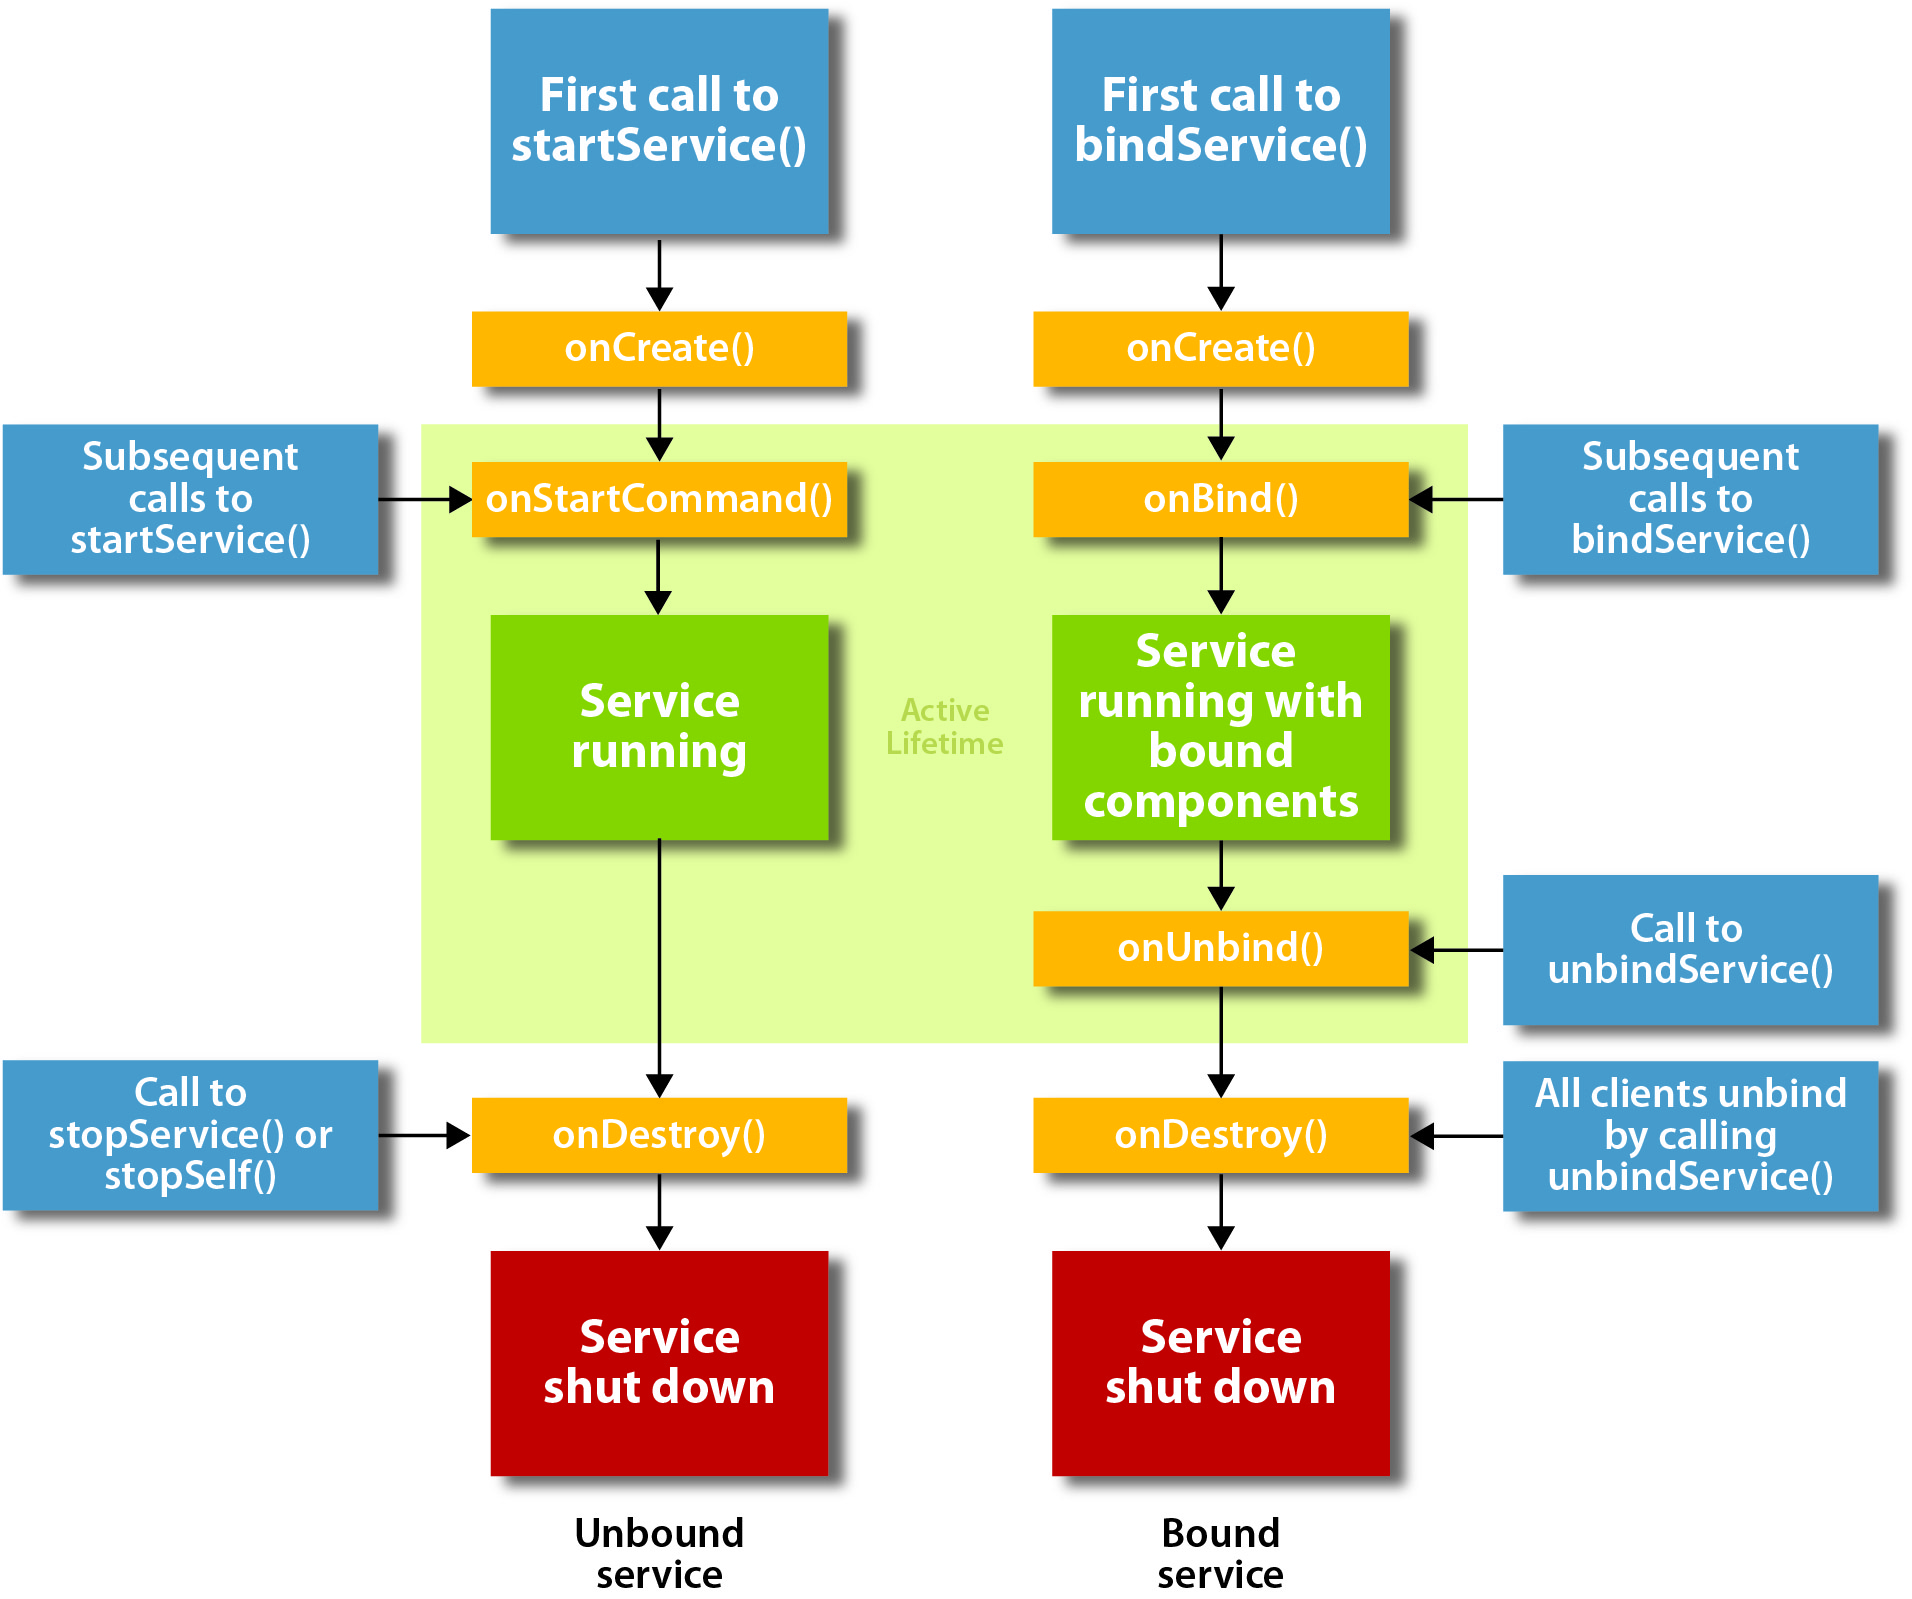 First call to
startService()
First call to
bindService()
onCreate()
onCreate()
Subsequent
calls to
startService()
onStartCommand()
onBind()
Subsequent
calls to
bindService()
Service
running
Active
Lifetime
Service
running with
bound
components
onUnbind()
Call to
unbindService()
Call to
stopService() or
stopSelf()
onDestroy()
onDestroy()
All clients unbind
by calling
unbindService()
Service
shut down
Service
shut down
Unbound
service
Bound
service